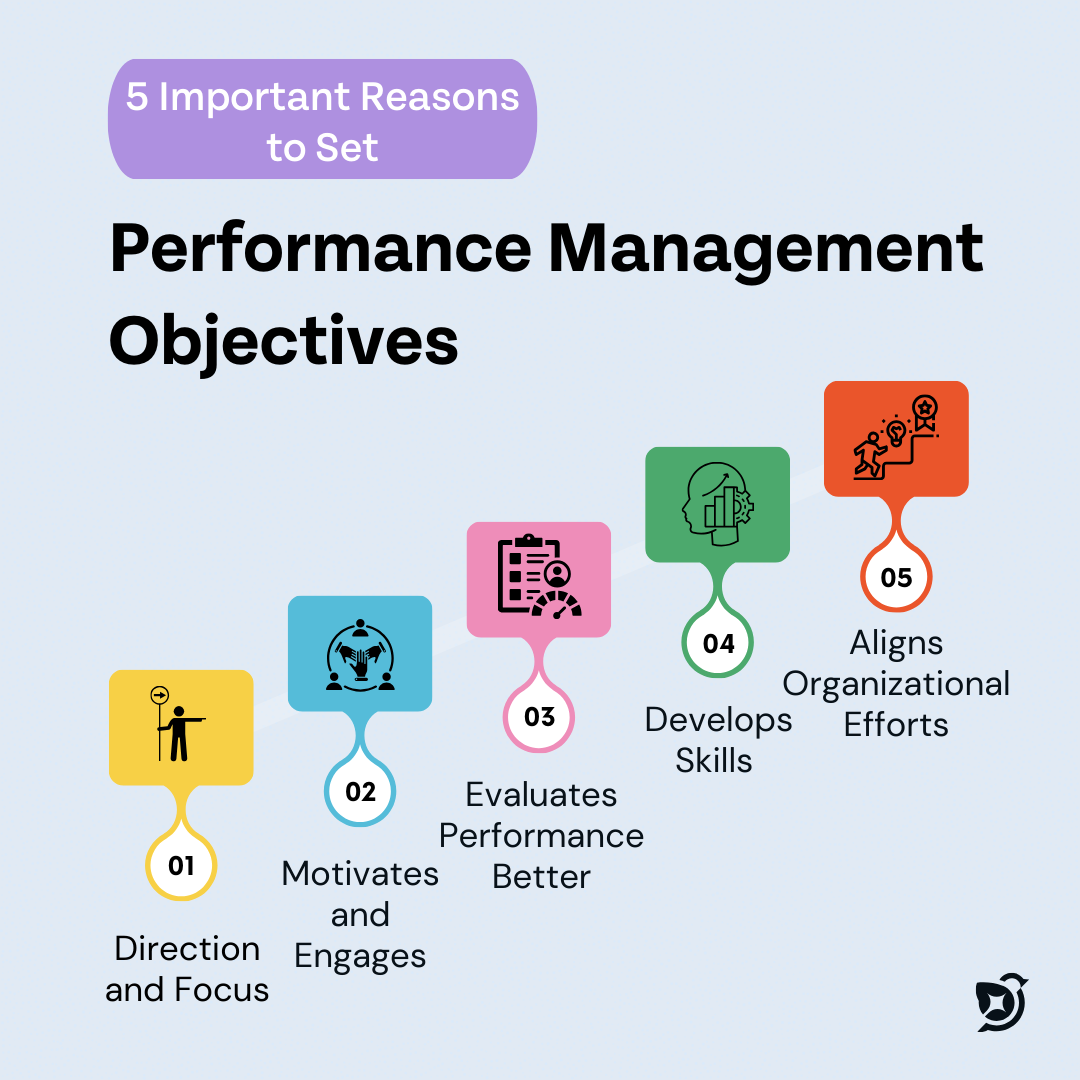 5 Important Reasons
to Set
Performance Management
Objectives
01
Direction
and Focus
02
Motivates
and
Engages
03
Evaluates
Performance
Better
04
Develops
Skills
05
Aligns
Organizational
Efforts